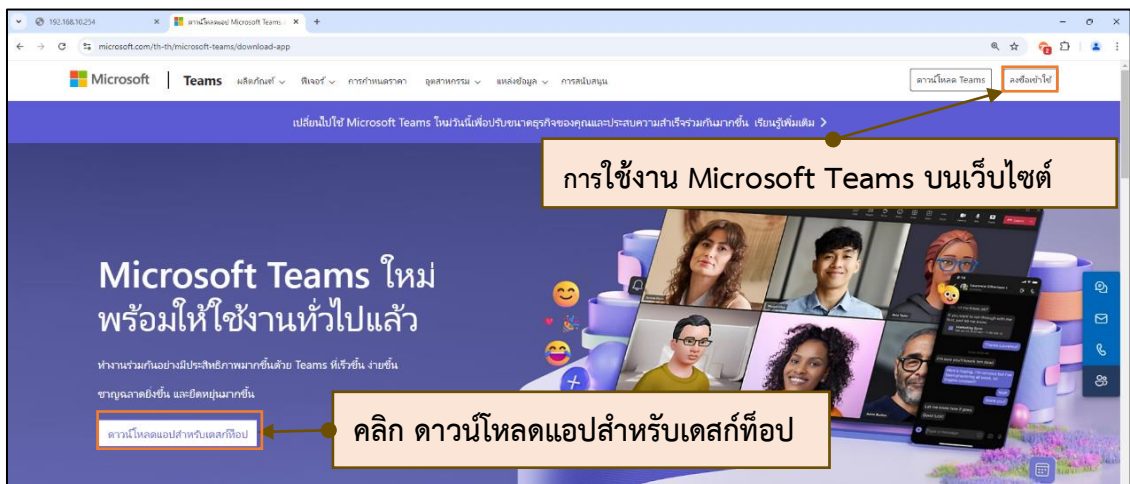 192.168.10.254
ดาวน์โหลดแอป Microsoft Teams
microsoft.com/th-th/microsoft-teams/download-app
Microsoft
Teams
ผลิตภัณฑ์
ฟีเจอร์
การกำหนดราคา
อุตสาหกรรม
แหล่งข้อมูล
การสนับสนุน
ดาวน์โหลด Teams
ลงชื่อเข้าใช้
เปลี่ยนไปใช้ Microsoft Teams ใหม่วันนี้เพื่อปรับขนาดธุรกิจของคุณและประสบความสำเร็จร่วมกันมากขึ้น เรียนรู้เพิ่มเติม
การใช้งาน Microsoft Teams บนเว็บไซต์
Microsoft Teams ใหม่
พร้อมให้ใช้งานทั่วไปแล้ว
ทำงานร่วมกันอย่างมีประสิทธิภาพมากขึ้นด้วย Teams ที่เร็วขึ้น ง่ายขึ้น
ชาญฉลาดยิ่งขึ้น และยืดหยุ่นมากขึ้น
ดาวน์โหลดแอปสำหรับเดสก์ท็อป
คลิก ดาวน์โหลดแอปสำหรับเดสก์ท็อป